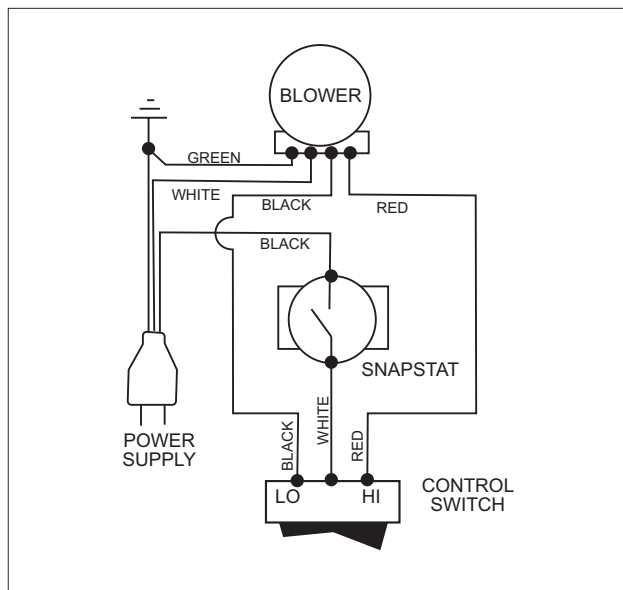 BLOWER
GREEN
WHITE
BLACK
RED
BLACK
SNAPSTAT
POWER
SUPPLY
BLACK
WHITE
RED
LO
HI
CONTROL
SWITCH